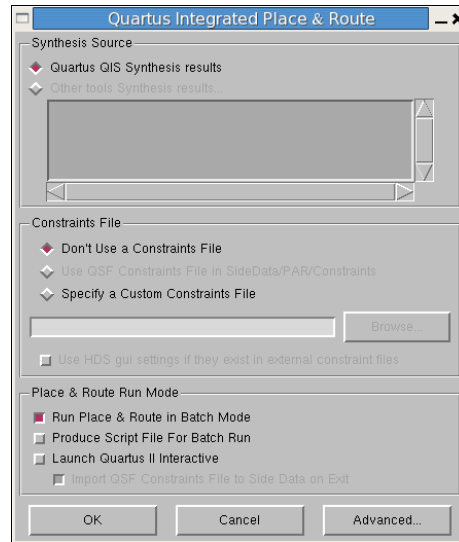 Quartus Integrated Place & Route
Synthesis Source
Quartus QIS Synthesis results
Other tools Synthesis results...
Constraints File
Don't Use a Constraints File
Use QSF Constraints File in SideData/PAR/Constraints
Specify a Custom Constraints File
Browse...
Use HDS gui settings if they exist in external constraint files
Place & Route Run Mode
Run Place & Route in Batch Mode
Produce Script File For Batch Run
Launch Quartus II Interactive
Import QSF Constraints File to Side Data on Exit
OK
Cancel
Advanced...